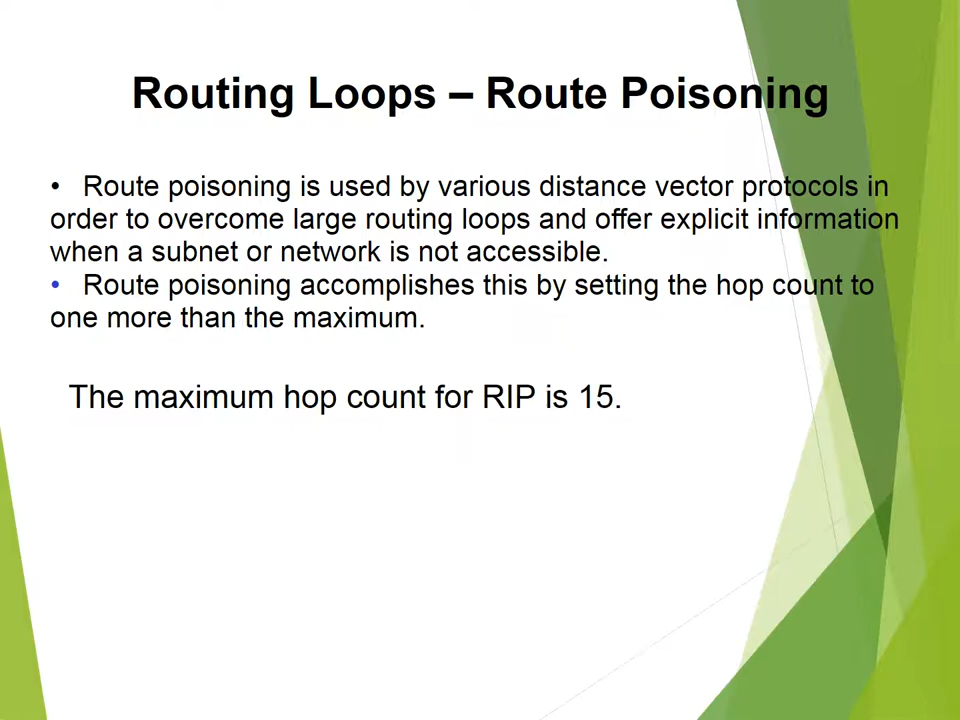 Routing Loops – Route Poisoning
• Route poisoning is used by various distance vector protocols in
order to overcome large routing loops and offer explicit information
when a subnet or network is not accessible.
• Route poisoning accomplishes this by setting the hop count to
one more than the maximum.
The maximum hop count for RIP is 15.